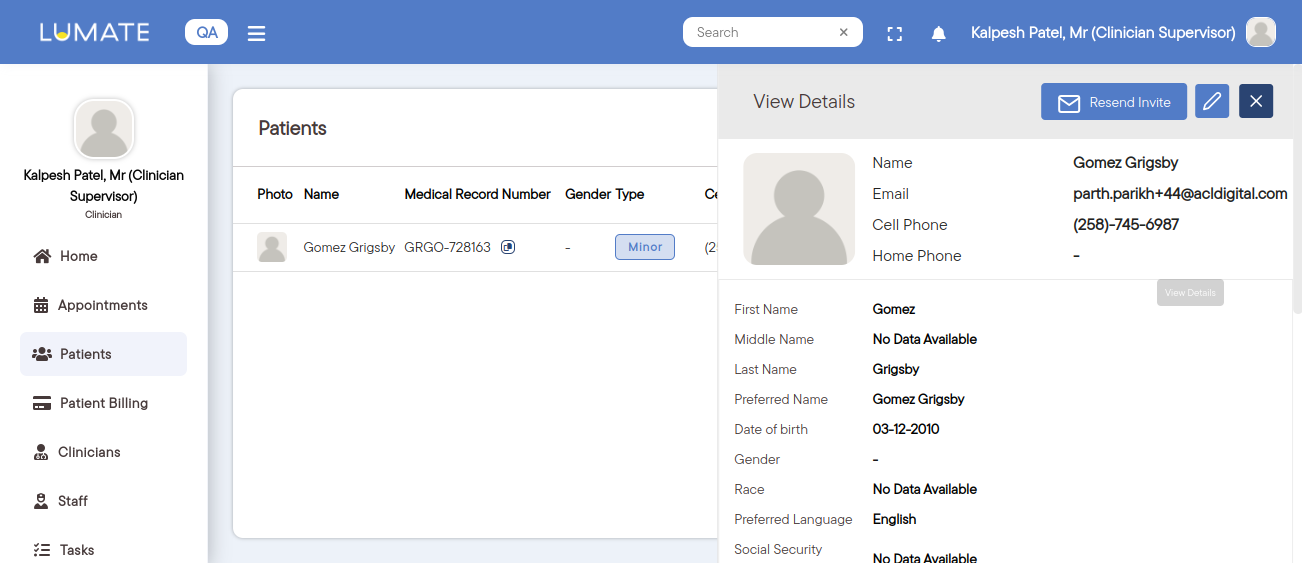 LUMATE QA Search × Kalpesh Patel, Mr (Clinician Supervisor)
Kalpesh Patel, Mr (Clinician
Supervisor)
Clinician
Home
Appointments
Patients
Patient Billing
Clinicians
Staff
Tasks
Patients
Photo Name Medical Record Number Gender Type
Gomez Grigsby GRGO-728163 - Minor (2
View Details Resend Invite
Name Gomez Grigsby
Email parth.parikh+44@acldigital.com
Cell Phone (258)-745-6987
Home Phone -
View Details
First Name Gomez
Middle Name No Data Available
Last Name Grigsby
Preferred Name Gomez Grigsby
Date of birth 03-12-2010
Gender -
Race No Data Available
Preferred Language English
Social Security No Data Available